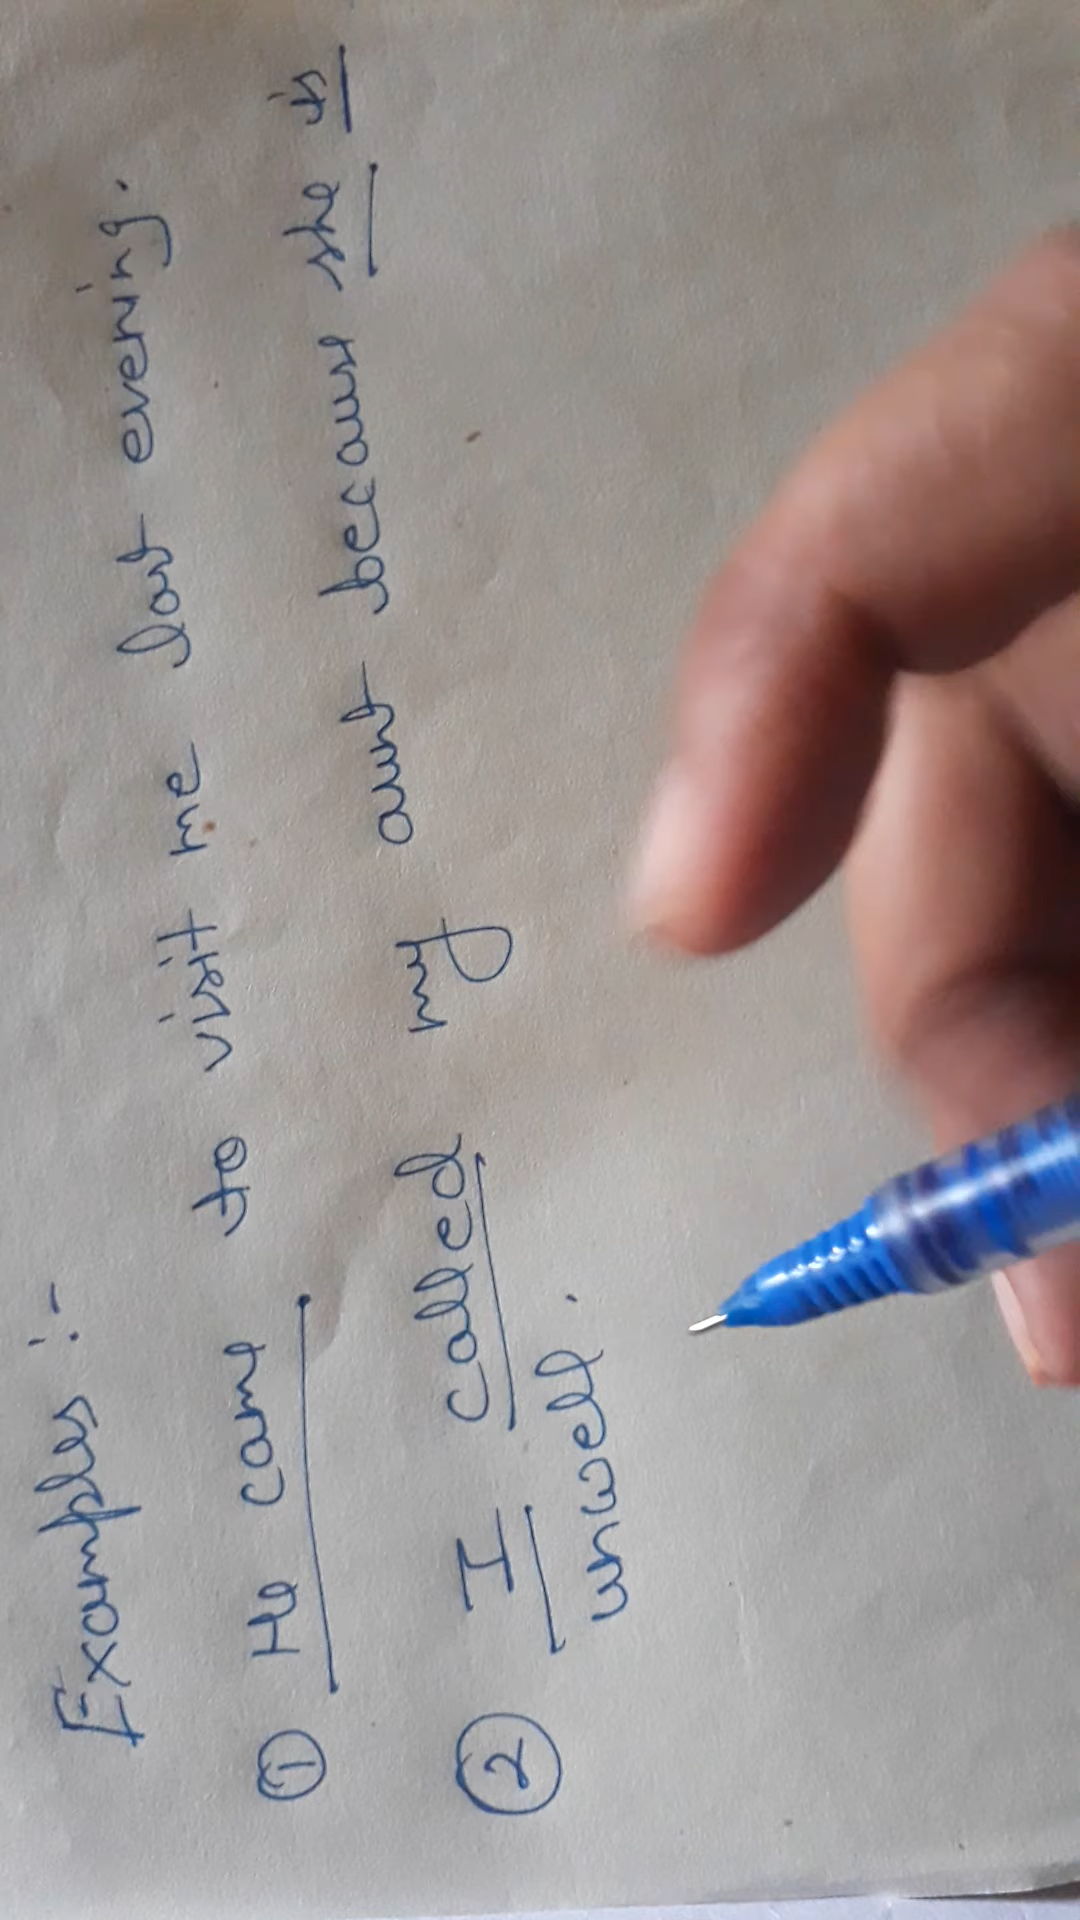 Examples :-
① He came to visit me last evening.
② I called my aunt because she is
unwell.